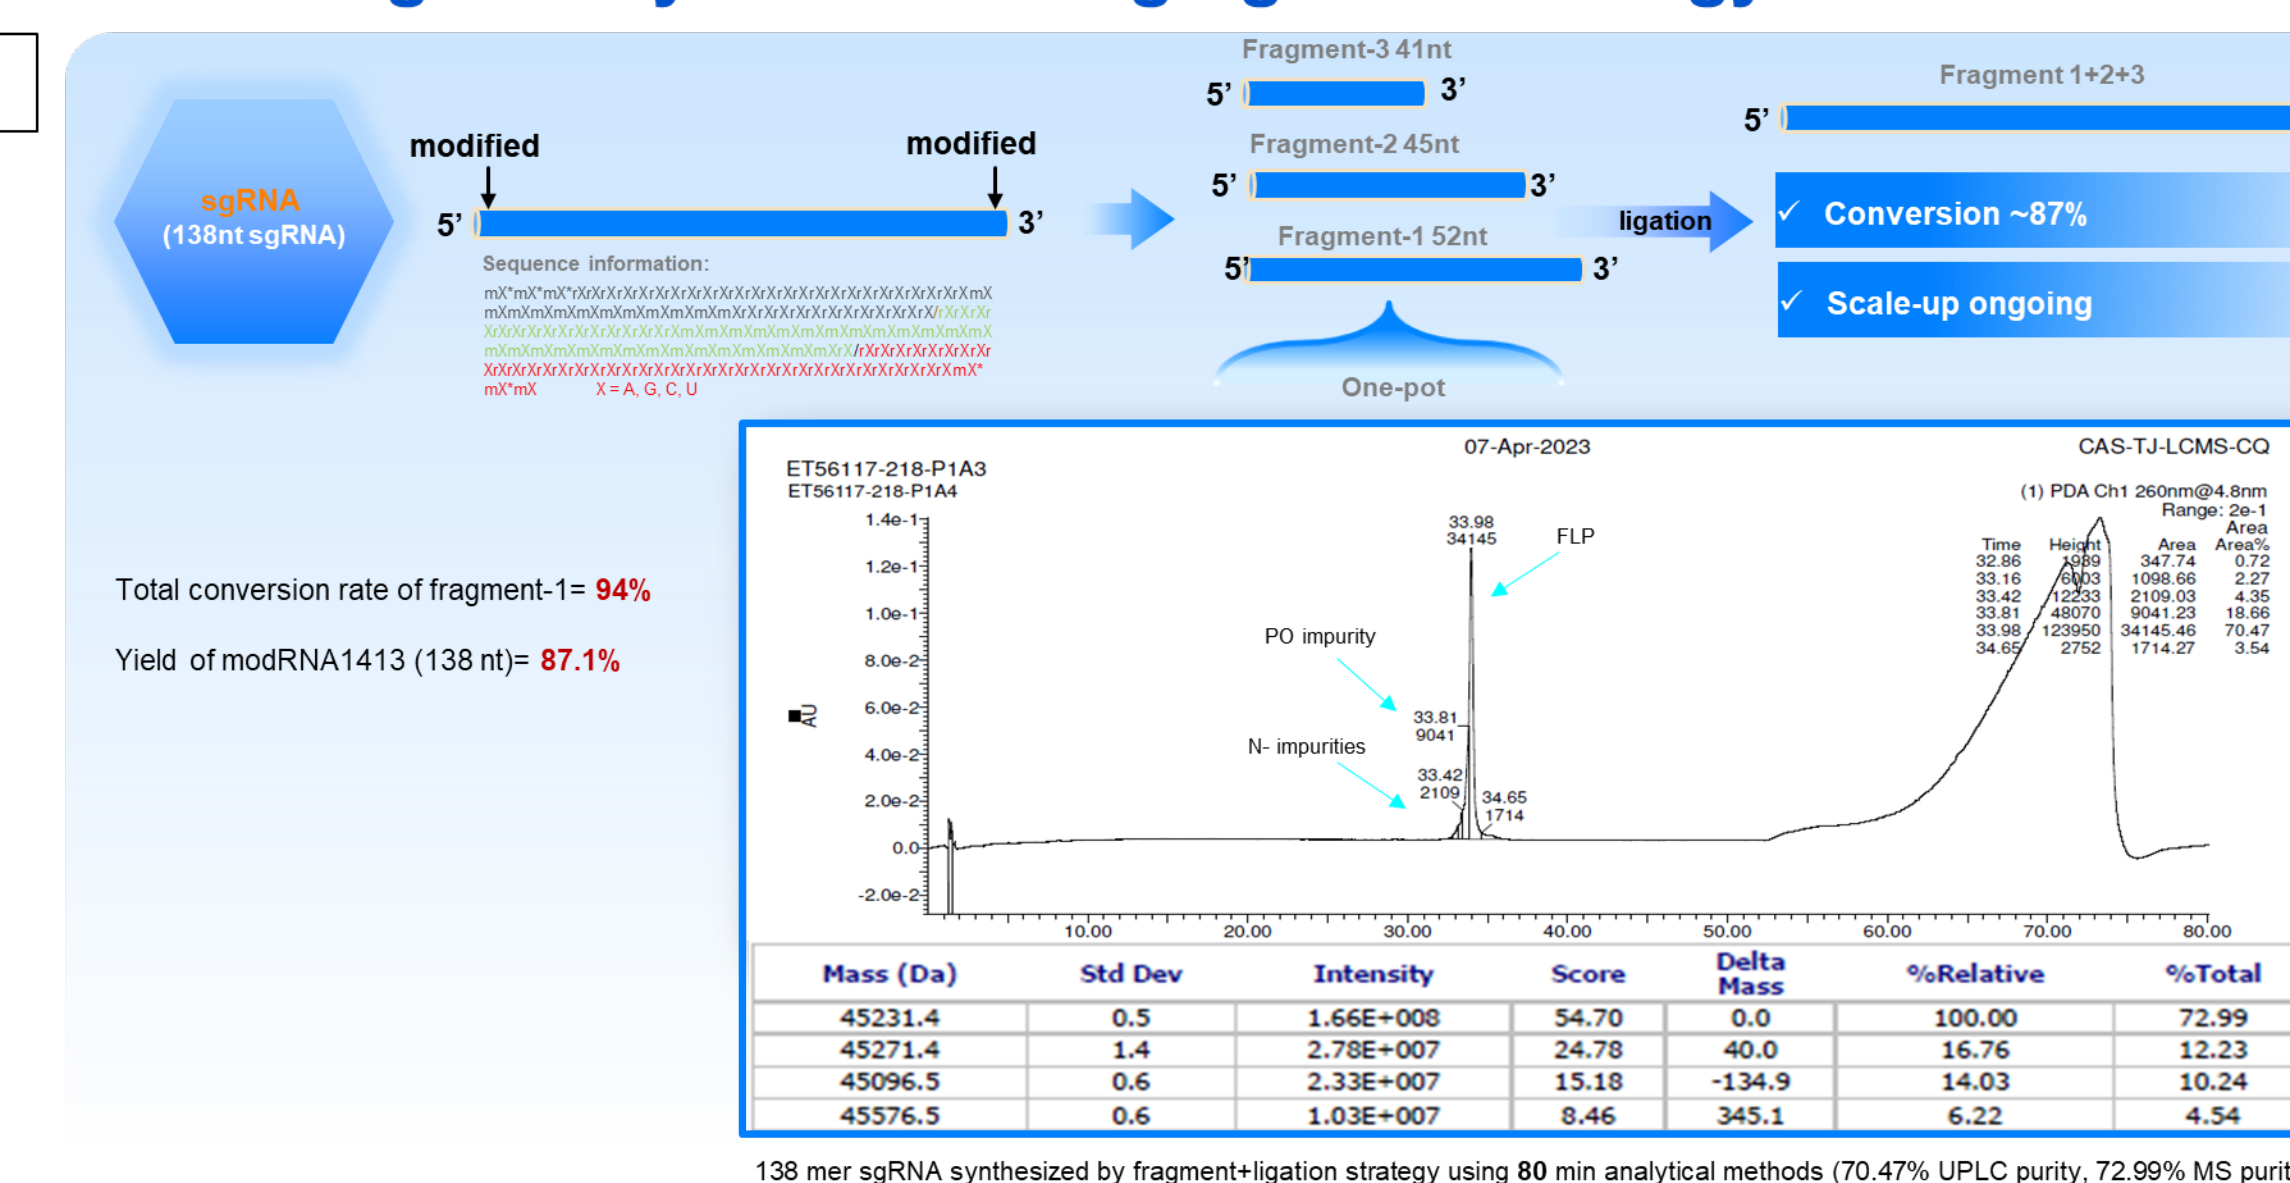 sgRNA
(138nt sgRNA)
modified
modified
5’
3’
Sequence information:
X = A, G, C, U
mX*mX
Fragment-3 41nt
5’
3’
Fragment-2 45nt
5’
3’
Fragment-1 52nt
5’
3’
One-pot
ligation
Fragment 1+2+3
5’
✓ Conversion ~87%
✓ Scale-up ongoing
Total conversion rate of fragment-1= 94%
Yield of modRNA1413 (138 nt)= 87.1%
07-Apr-2023
CAS-TJ-LCMS-CQ
ET56117-218-P1A3
ET56117-218-P1A4
(1) PDA Ch1 260nm@4.8nm
Range: 2e-1
Area
Time Height Area Area%
32.86 1989 347.74 0.72
33.16 6003 1098.66 2.27
33.42 12233 2109.03 4.35
33.81 48070 9041.23 18.66
33.98 123950 34145.46 70.47
34.65 2752 1714.27 3.54
1.4e-1
1.2e-1
1.0e-1
8.0e-2
6.0e-2
4.0e-2
2.0e-2
0.0
-2.0e-2
AU
33.98
34145
FLP
PO impurity
33.81
9041
N- impurities
33.42
2109
34.65
1714
10.00 20.00 30.00 40.00 50.00 60.00 70.00 80.00
Mass (Da) Std Dev Intensity Score Delta Mass %Relative %Total
45231.4 0.5 1.66E+008 54.70 0.0 100.00 72.99
45271.4 1.4 2.78E+007 24.78 40.0 16.76 12.23
45096.5 0.6 2.33E+007 15.18 -134.9 14.03 10.24
45576.5 0.6 1.03E+007 8.46 345.1 6.22 4.54
138 mer sgRNA synthesized by fragment+ligation strategy using 80 min analytical methods (70.47% UPLC purity, 72.99% MS purit